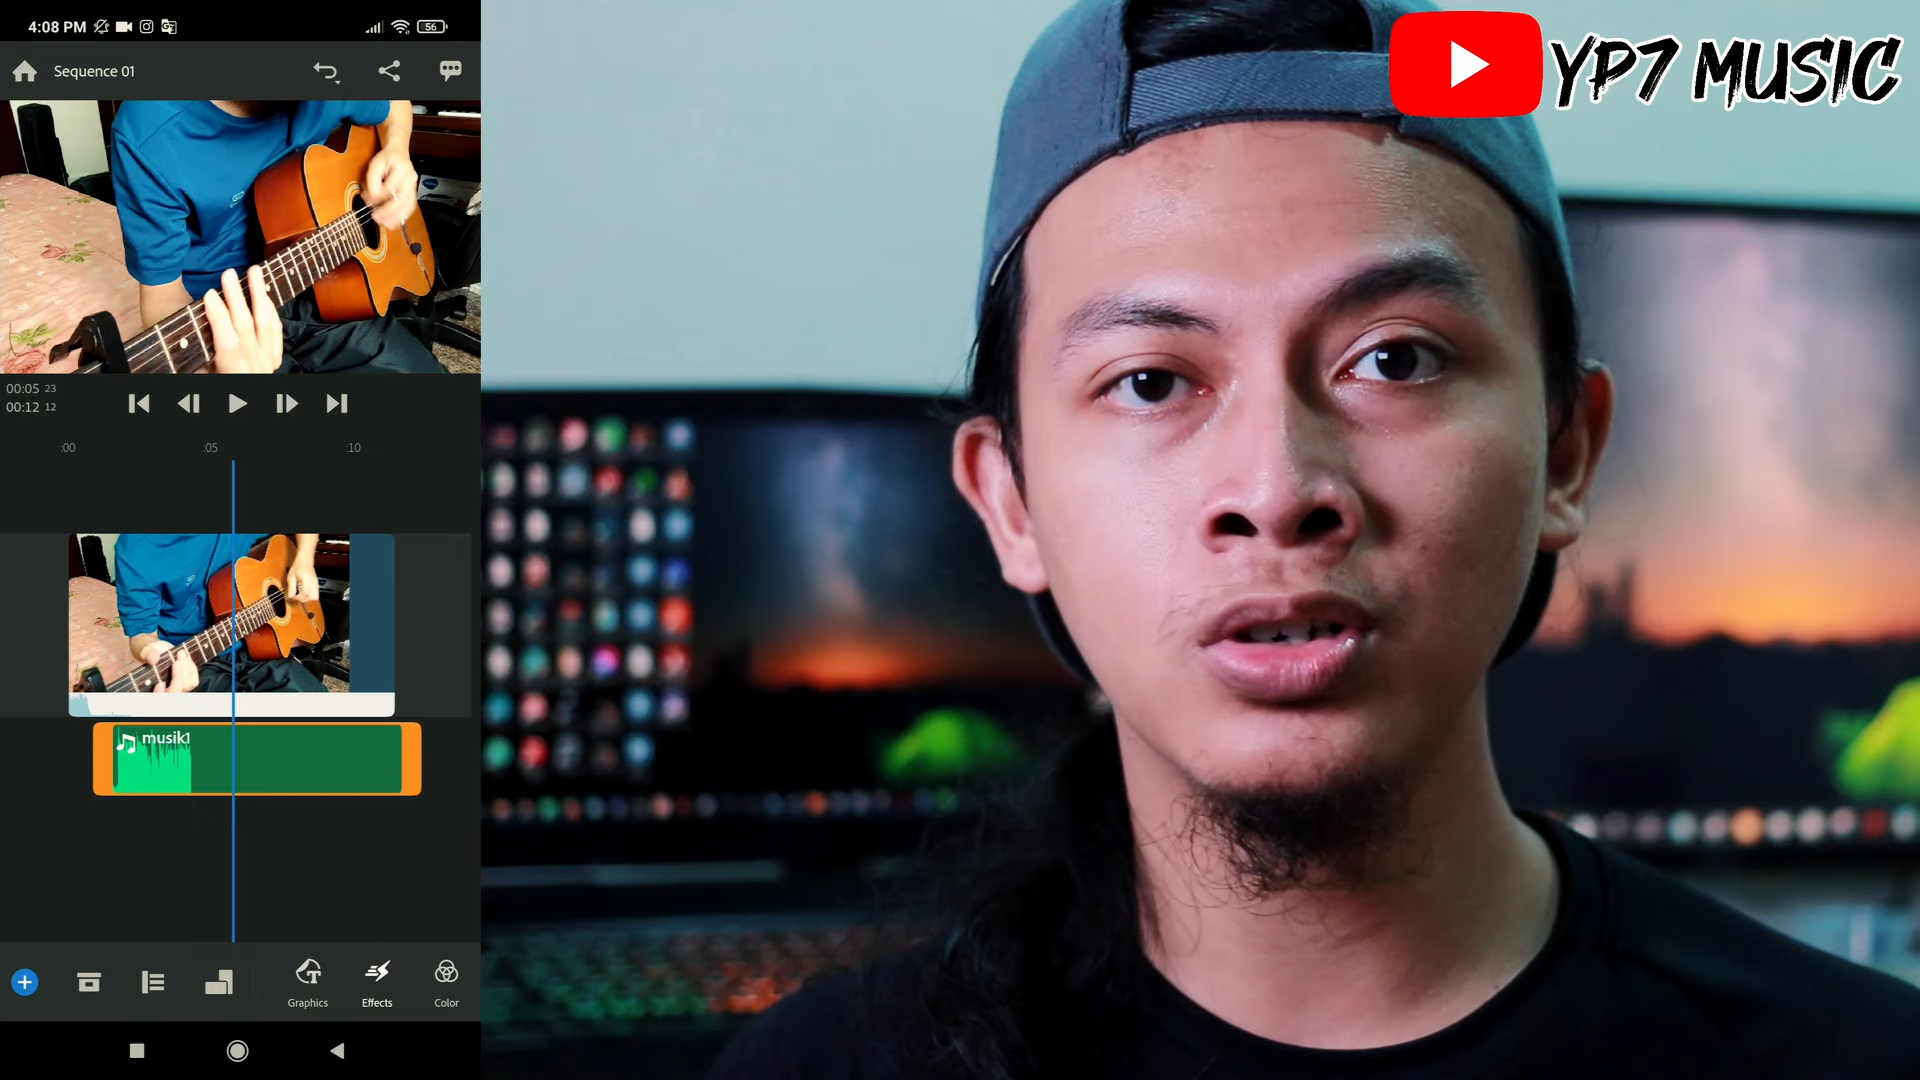 4:08 PM
56
YP7 MUSIC
Sequence 01
00:05 23
00:12 12
:00
:05
:10
musik1
Graphics
Effects
Color